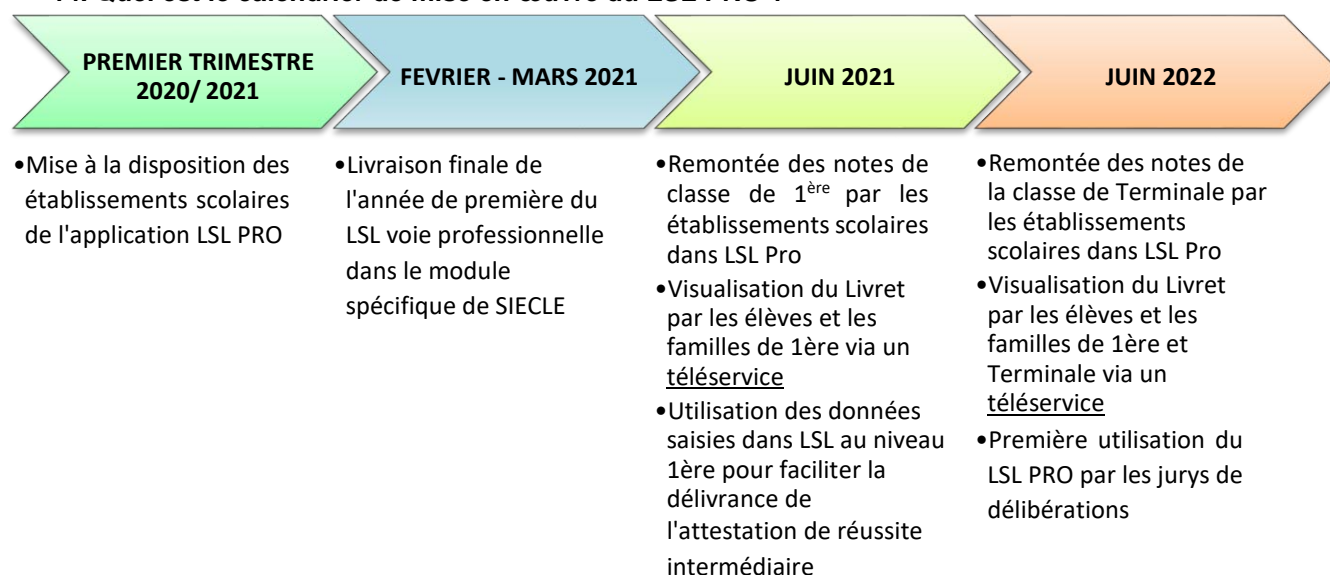 PREMIER TRIMESTRE
2020/ 2021
FEVRIER - MARS 2021
JUIN 2021
JUIN 2022
•Mise à la disposition des
établissements scolaires
de l'application LSL PRO
•Livraison finale de
l'année de première du
LSL voie professionnelle
dans le module
spécifique de SIECLE
•Remontée des notes de
classe de 1ère par les
établissements scolaires
dans LSL Pro
•Visualisation du Livret
par les élèves et les
familles de 1ère via un
téléservice
•Utilisation des données
saisies dans LSL au niveau
1ère pour faciliter la
délivrance de
l'attestation de réussite
intermédiaire
•Remontée des notes de
la classe de Terminale par
les établissements
scolaires dans LSL Pro
•Visualisation du Livret
par les élèves et les
familles de 1ère et
Terminale via un
téléservice
•Première utilisation du
LSL PRO par les jurys de
délibérations